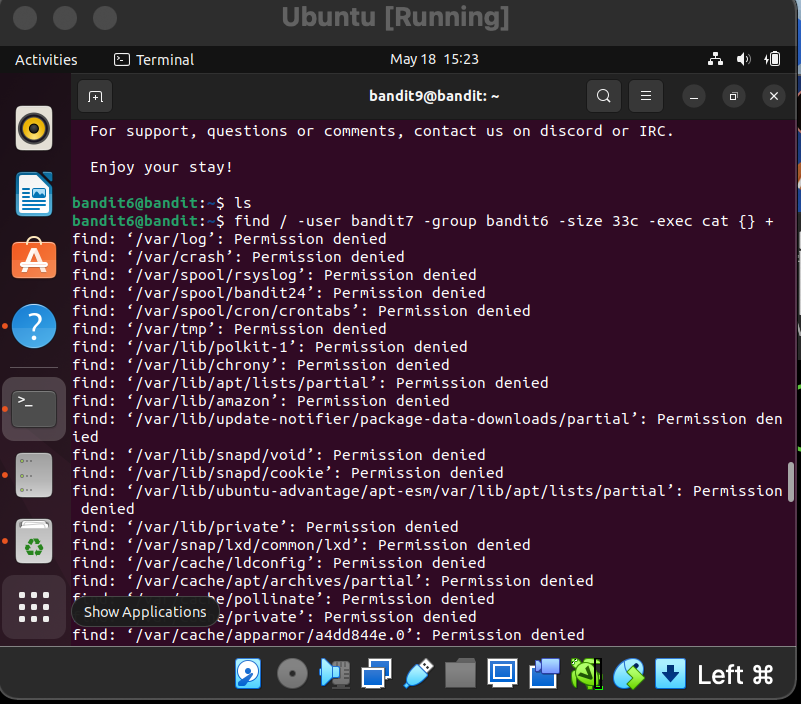 Ubuntu [Running]
Activities
Terminal
May 18 15:23
bandit9@bandit: ~
For support, questions or comments, contact us on discord or IRC.
Enjoy your stay!
bandit6@bandit:~$ ls
bandit6@bandit:~$ find / -user bandit7 -group bandit6 -size 33c -exec cat {} +
find: ‘/var/log’: Permission denied
find: ‘/var/crash’: Permission denied
find: ‘/var/spool/rsyslog’: Permission denied
find: ‘/var/spool/bandit24’: Permission denied
find: ‘/var/spool/cron/crontabs’: Permission denied
find: ‘/var/tmp’: Permission denied
find: ‘/var/lib/polkit-1’: Permission denied
find: ‘/var/lib/chrony’: Permission denied
find: ‘/var/lib/apt/lists/partial’: Permission denied
find: ‘/var/lib/amazon’: Permission denied
find: ‘/var/lib/update-notifier/package-data-downloads/partial’: Permission den
ied
find: ‘/var/lib/snapd/void’: Permission denied
find: ‘/var/lib/snapd/cookie’: Permission denied
find: ‘/var/lib/ubuntu-advantage/apt-esm/var/lib/apt/lists/partial’: Permission
denied
find: ‘/var/lib/private’: Permission denied
find: ‘/var/snap/lxd/common/lxd’: Permission denied
find: ‘/var/cache/ldconfig’: Permission denied
find: ‘/var/cache/apt/archives/partial’: Permission denied
e/pollinate’: Permission denied
Show Applications
e/private’: Permission denied
find: ‘/var/cache/apparmor/a4dd844e.0’: Permission denied
Left ⌘